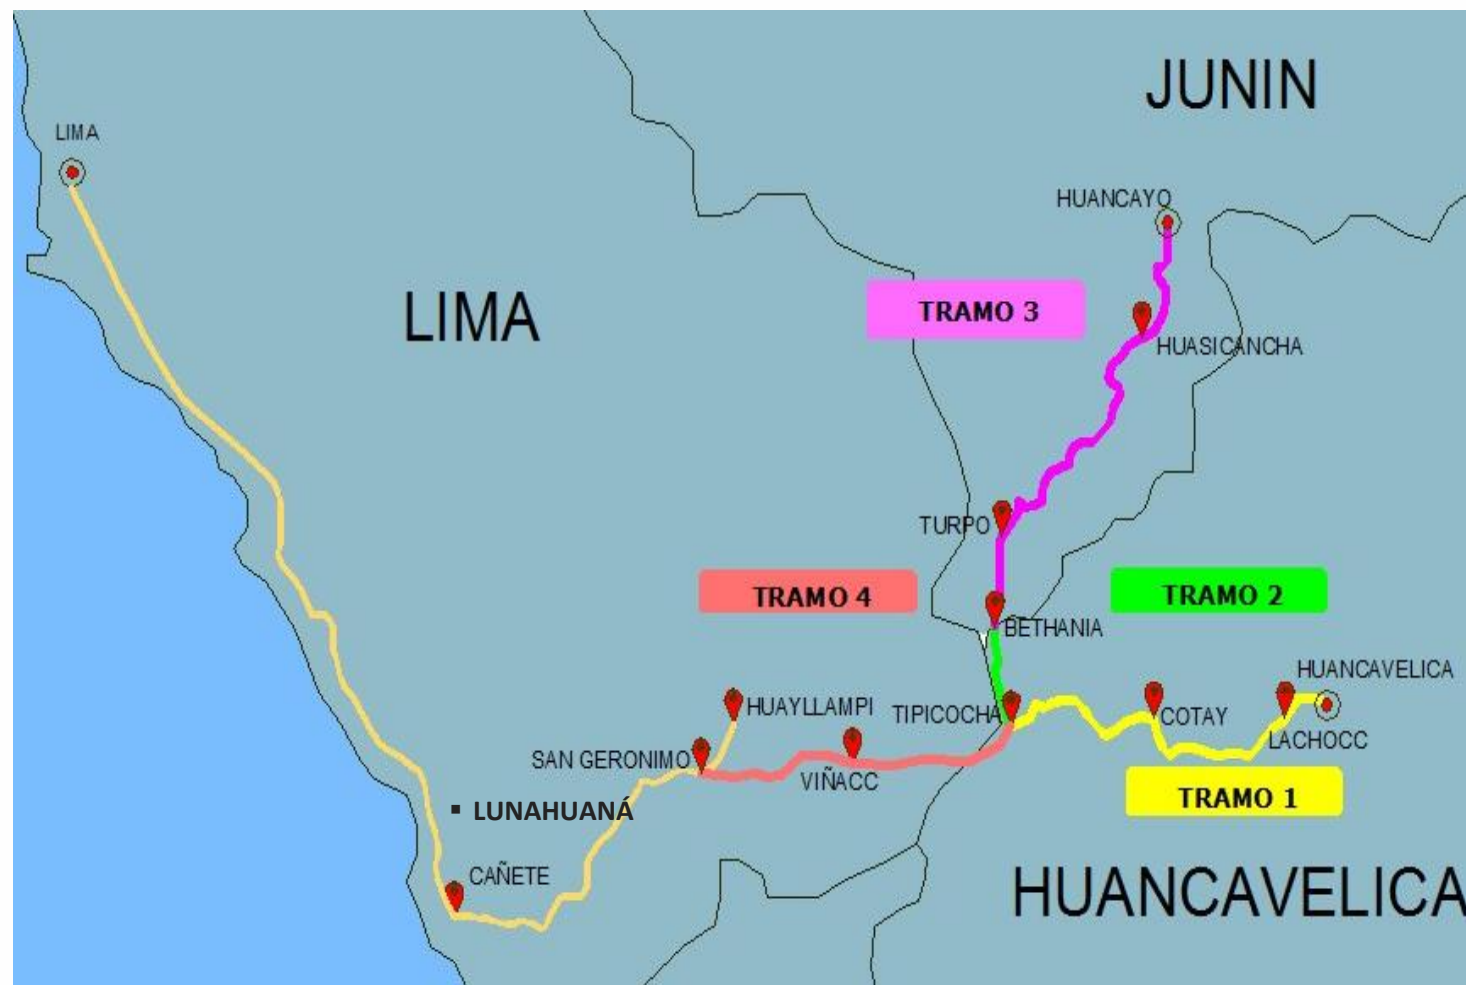 JUNIN
LIMA
HUANCAYO
LIMA
TRAMO 3
HUASICANCHA
TURPO
TRAMO 4
TRAMO 2
BETHANIA
HUANCAVELICA
HUAYLLAMPI
TIPICOCHA
COTAY
LACHOCC
SAN GERONIMO
VIÑACC
TRAMO 1
▪ LUNAHUANÁ
CAÑETE
HUANCAVELICA